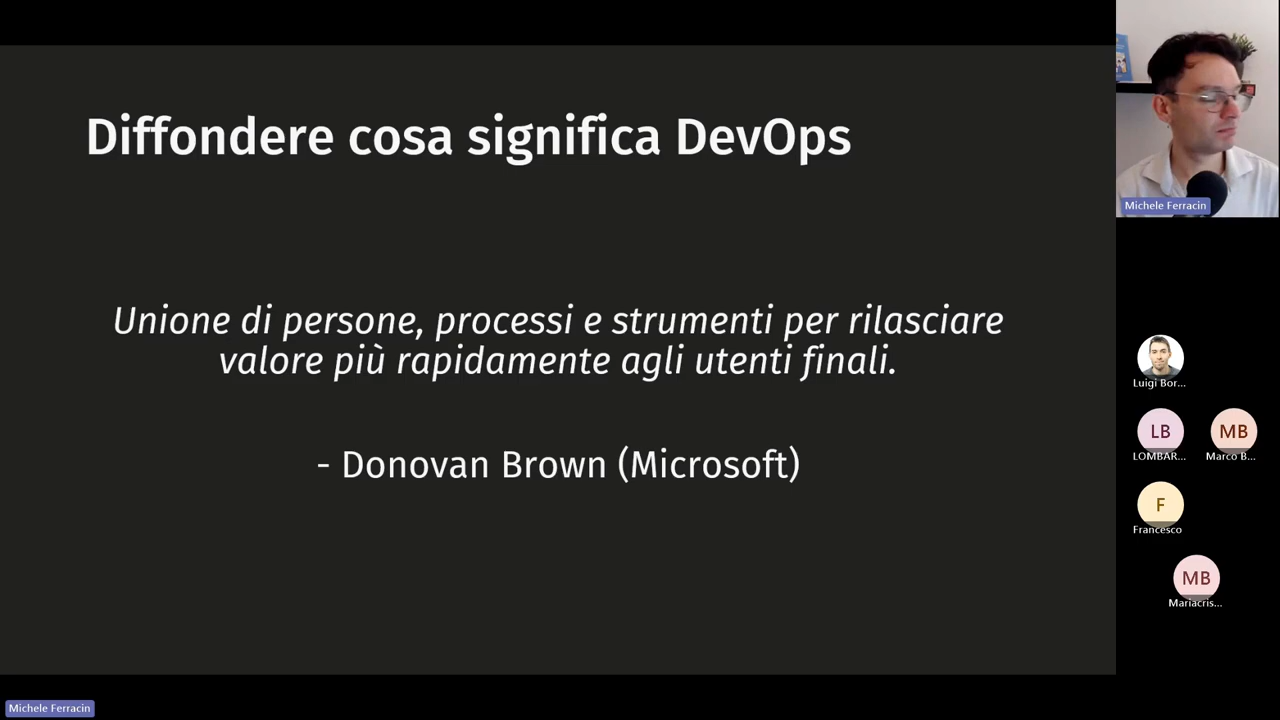 Diffondere cosa significa DevOps
Unione di persone, processi e strumenti per rilasciare
valore più rapidamente agli utenti finali.
- Donovan Brown (Microsoft)
Michele Ferracin
Luigi Bor...
LB
LOMBAR...
MB
Marco B...
F
Francesco
MB
Mariacris...
Michele Ferracin